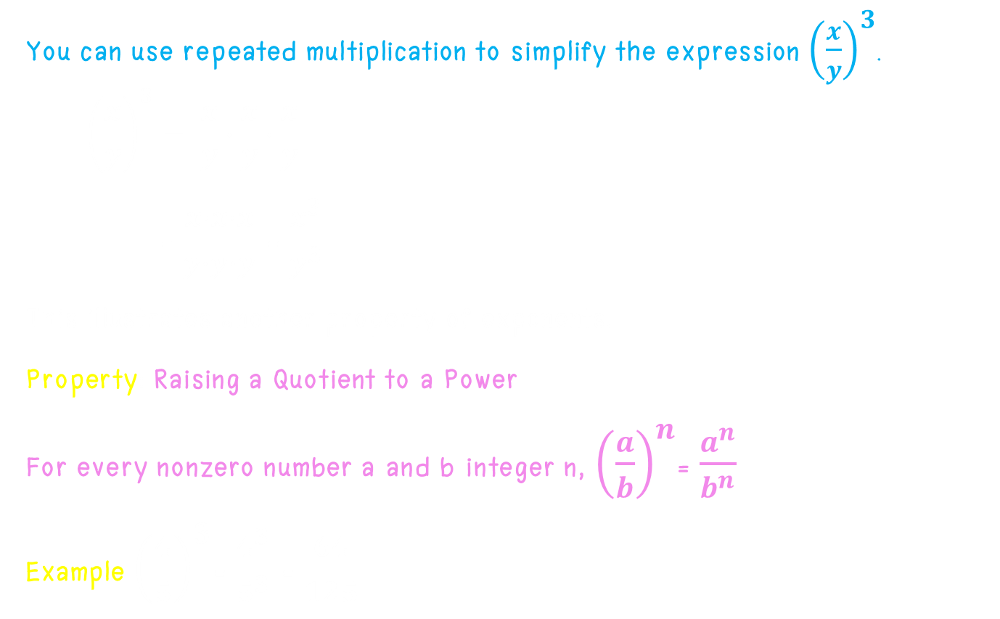 You can use repeated multiplication to simplify the expression (x/y)³.
Property Raising a Quotient to a Power
For every nonzero number a and b integer n, (a/b)ⁿ = aⁿ/bⁿ
Example